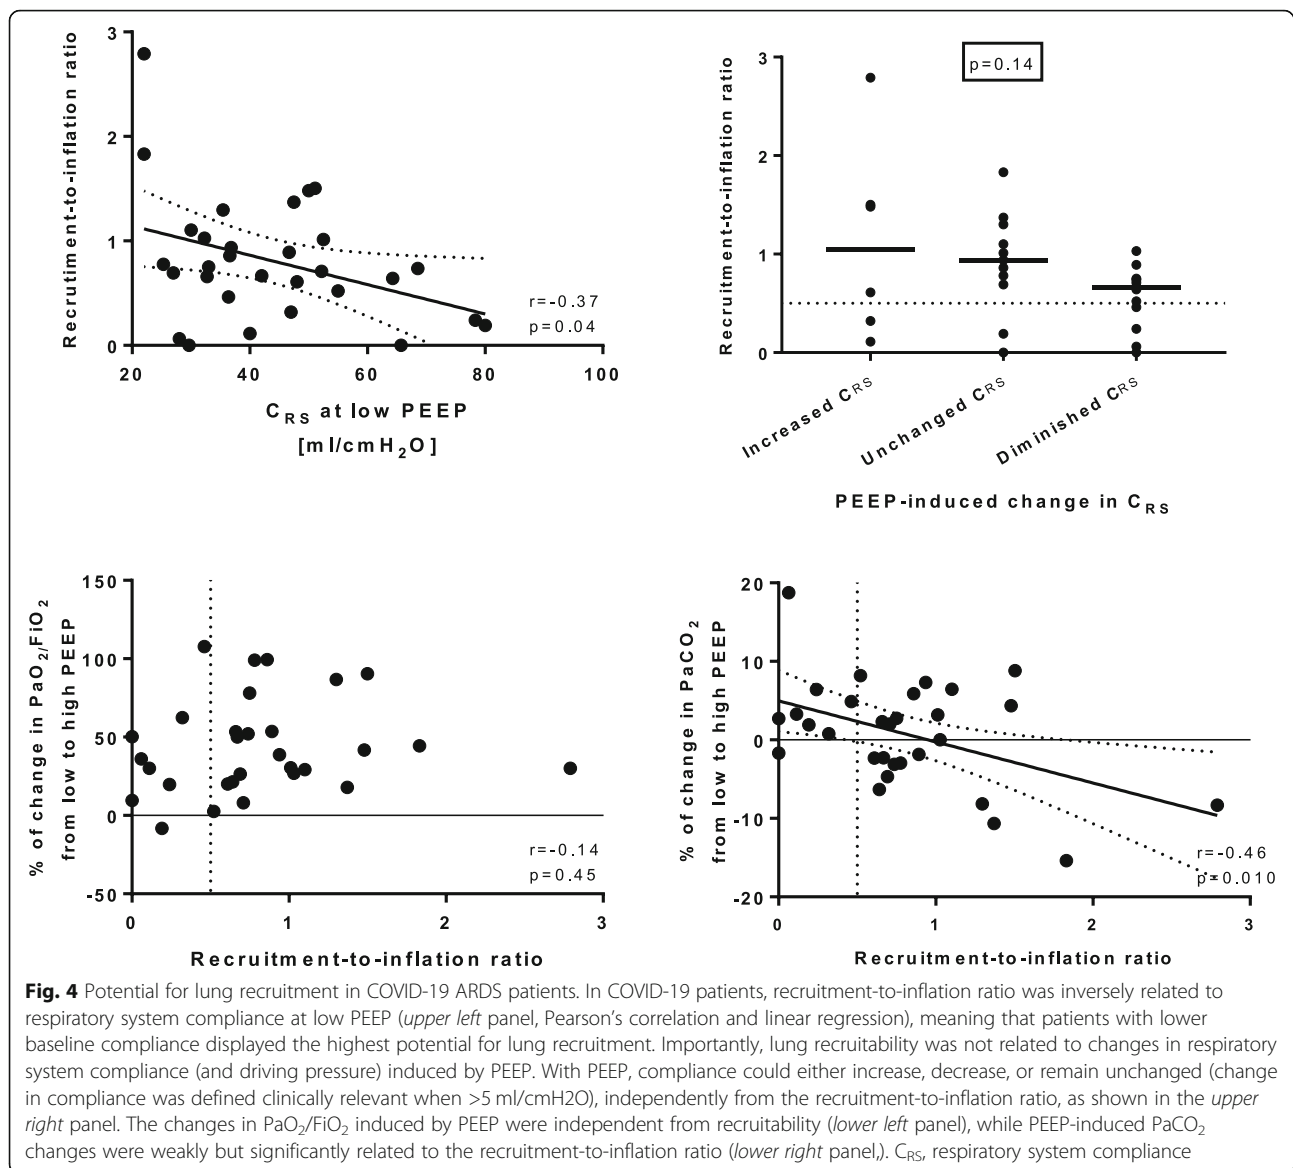 Recrutiment-to-inflation ratio
3
2
1
0
20
40
60
80
100
r=-0.37
p=0.04
CRS at low PEEP
[ml/cmH2O]
Recruitment-to-inflation ratio
3
2
1
0
p=0.14
Increased CRS
Unchanged CRS
Diminished CRS
PEEP-induced change in CRS
% of change in PaO2/FiO2
from low to high PEEP
150
100
50
0
-50
0
1
2
3
r=-0.14
p=0.45
Recruitment-to-inflation ratio
% of change in PaCO2
from low to high PEEP
20
10
0
-10
-20
0
1
2
3
r=-0.46
p=0.010
Recruitment-to-inflation ratio
Fig. 4 Potential for lung recruitment in COVID-19 ARDS patients. In COVID-19 patients, recruitment-to-inflation ratio was inversely related to
respiratory system compliance at low PEEP (upper left panel, Pearson's correlation and linear regression), meaning that patients with lower
baseline compliance displayed the highest potential for lung recruitment. Importantly, lung recruitability was not related to changes in respiratory
system compliance (and driving pressure) induced by PEEP. With PEEP, compliance could either increase, decrease, or remain unchanged (change
in compliance was defined clinically relevant when >5 ml/cmH2O), independently from the recruitment-to-inflation ratio, as shown in the upper
right panel. The changes in PaO2/FiO2 induced by PEEP were independent from recruitability (lower left panel), while PEEP-induced PaCO2
changes were weakly but significantly related to the recruitment-to-inflation ratio (lower right panel,). CRS, respiratory system compliance